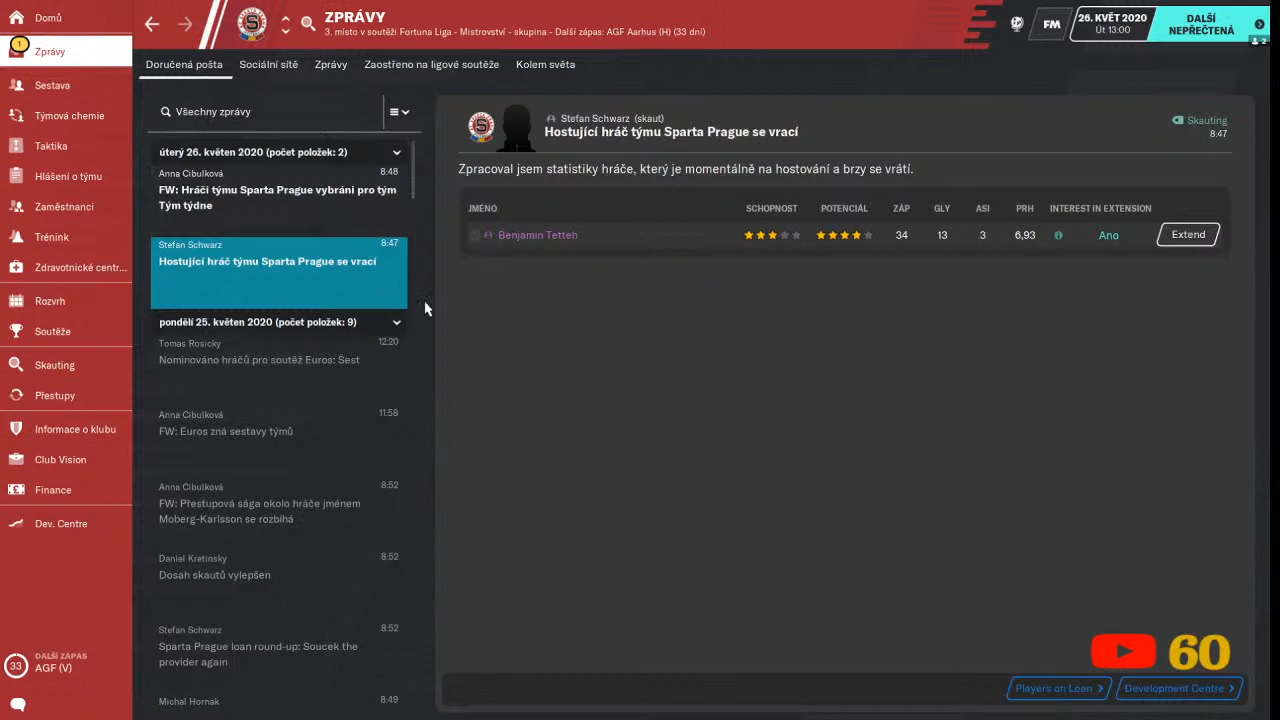 Domů
Zprávy
1
Sestava
Týmová chemie
Taktika
Hlášení o týmu
Zaměstnanci
Trénink
Zdravotnické centr...
Rozvrh
Soutěže
Skauting
Přestupy
Informace o klubu
Club Vision
Finance
Dev. Centre
33
DALŠÍ ZÁPAS
AGF (V)
ZPRÁVY
3. místo v soutěži Fortuna Liga - Mistrovství - skupina - Další zápas: AGF Aarhus (H) (33 dní)
FM
26. KVĚT 2020
Út 13:00
DALŠÍ
NEPŘEČTENÁ
2
Doručená pošta
Sociální sítě
Zprávy
Zaostřeno na ligové soutěže
Kolem světa
Všechny zprávy
úterý 26. květen 2020 (počet položek: 2)
Anna Cibulková 8:48
FW: Hráči týmu Sparta Prague vybráni pro tým
Tým týdne
Stefan Schwarz 8:47
Hostující hráč týmu Sparta Prague se vrací
pondělí 25. květen 2020 (počet položek: 9)
Tomas Rosicky 12:20
Nominováno hráčů pro soutěž Euros: Šest
Anna Cibulková 11:58
FW: Euros zná sestavy týmů
Anna Cibulková 8:52
FW: Přestupová sága okolo hráče jménem
Moberg-Karlsson se rozbíhá
Daniel Kretinsky 8:52
Dosah skautů vylepšen
Stefan Schwarz 8:52
Sparta Prague loan round-up: Soucek the
provider again
Michal Hornak 8:49
Stefan Schwarz (skaut)
Hostující hráč týmu Sparta Prague se vrací
Skauting
8:47
Zpracoval jsem statistiky hráče, který je momentálně na hostování a brzy se vrátí.
JMÉNO SCHOPNOST POTENCIÁL ZÁP GLY ASI PRH INTEREST IN EXTENSION
Benjamin Tetteh 34 13 3 6,93 Ano Extend
60
Players on Loan
Development Centre